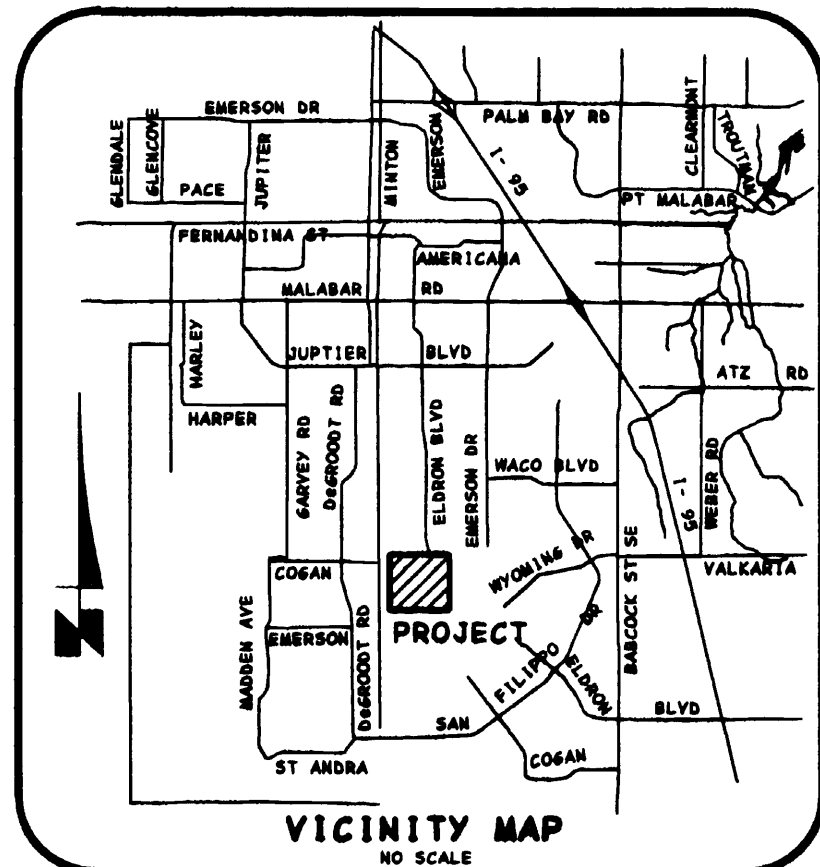 EMERSON DR
PALM BAY RD
GLENDALE
GLENCOVE
JUPITER
MINTON
EMERSON
CLEARMONT
TROUTMAN
I- 95
PACE
PT MALABAR
FERNANDINA ST
AMERICANA
MALABAR RD
HARLEY
JUPTIER BLVD
ATZ RD
HARPER
GARVEY RD
DeGROODT RD
ELDRON BLVD
EMERSON DR
WACO BLVD
I- 95
WEBER RD
COGAN
WYOMING DR
BABCOCK ST SE
VALKARIA
MADDEN AVE
EMERSON
DeGROODT RD
PROJECT
SAN FILIPPO DR
ELDRON BLVD
COGAN
ST ANDRA
N
VICINITY MAP
NO SCALE